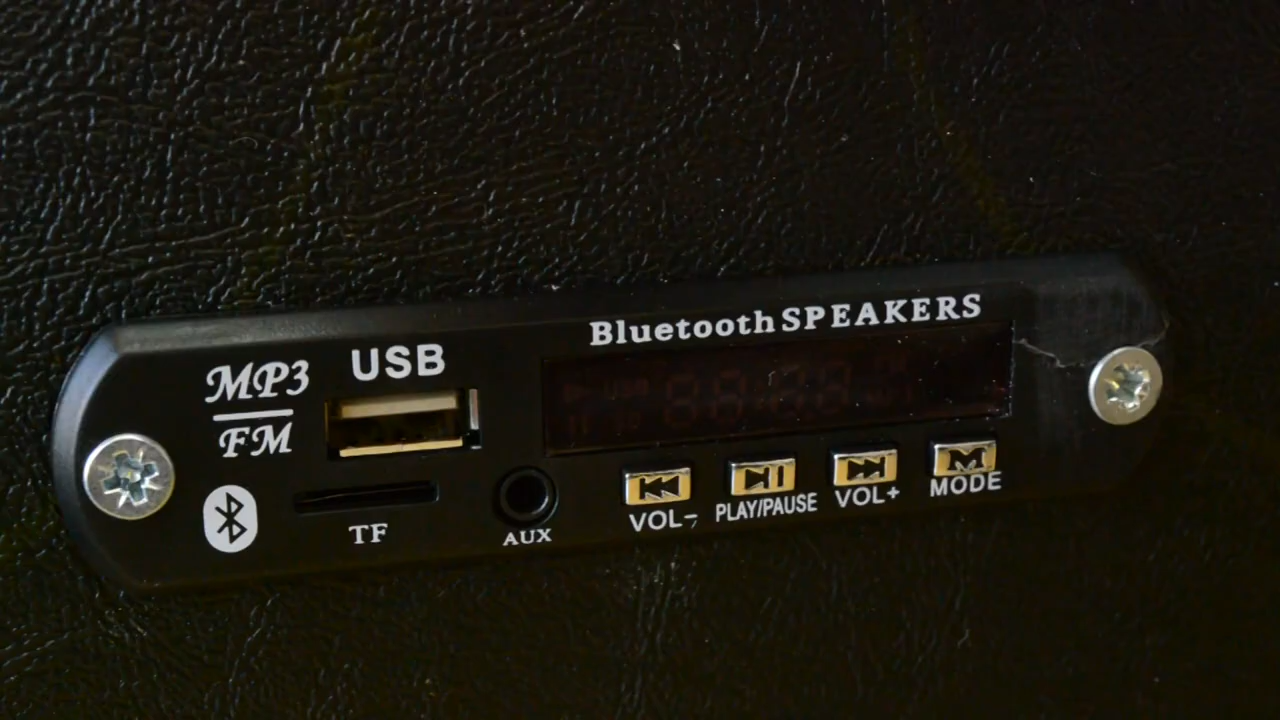 Bluetooth SPEAKERS
MP3
FM
USB
TF
AUX
VOL-
PLAY/PAUSE
VOL+
M
MODE